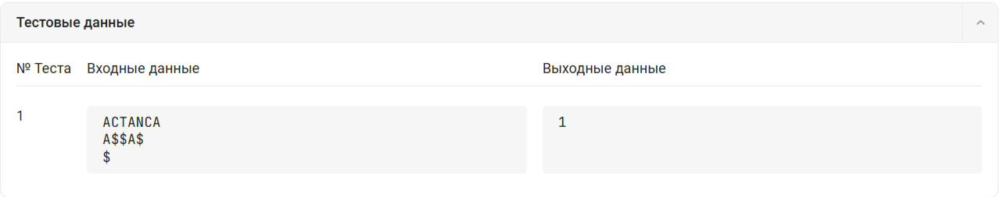 Тестовые данные
№ Теста Входные данные Выходные данные
1 ACTANCA 1
A$$A$
$